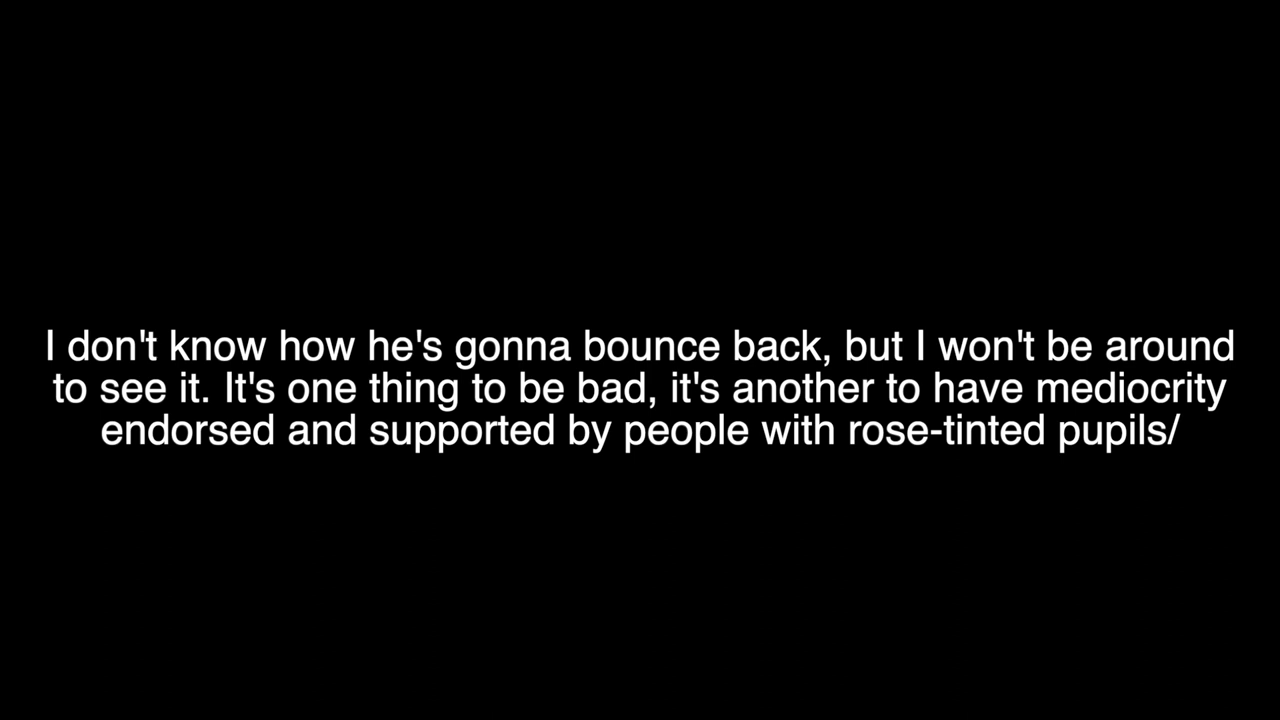 I don't know how he's gonna bounce back, but I won't be around
to see it. It's one thing to be bad, it's another to have mediocrity
endorsed and supported by people with rose-tinted pupils/